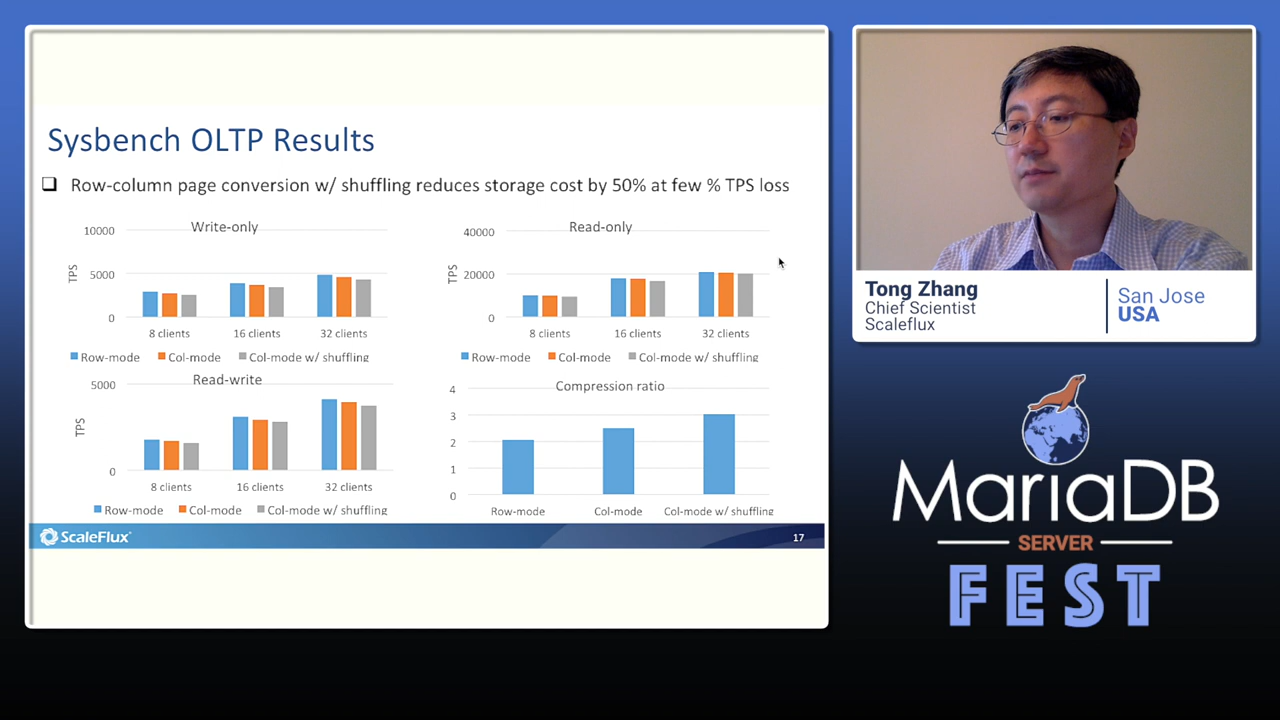 Sysbench OLTP Results
❑ Row-column page conversion w/ shuffling reduces storage cost by 50% at few % TPS loss
Write-only
10000
5000
0
TPS
8 clients 16 clients 32 clients
Row-mode Col-mode Col-mode w/ shuffling
Read-only
40000
20000
0
TPS
8 clients 16 clients 32 clients
Row-mode Col-mode Col-mode w/ shuffling
Read-write
5000
0
TPS
8 clients 16 clients 32 clients
Row-mode Col-mode Col-mode w/ shuffling
Compression ratio
4
3
2
1
0
Row-mode Col-mode Col-mode w/ shuffling
ScaleFlux
17
Tong Zhang
Chief Scientist
Scaleflux
San Jose
USA
MariaDB
SERVER
FEST